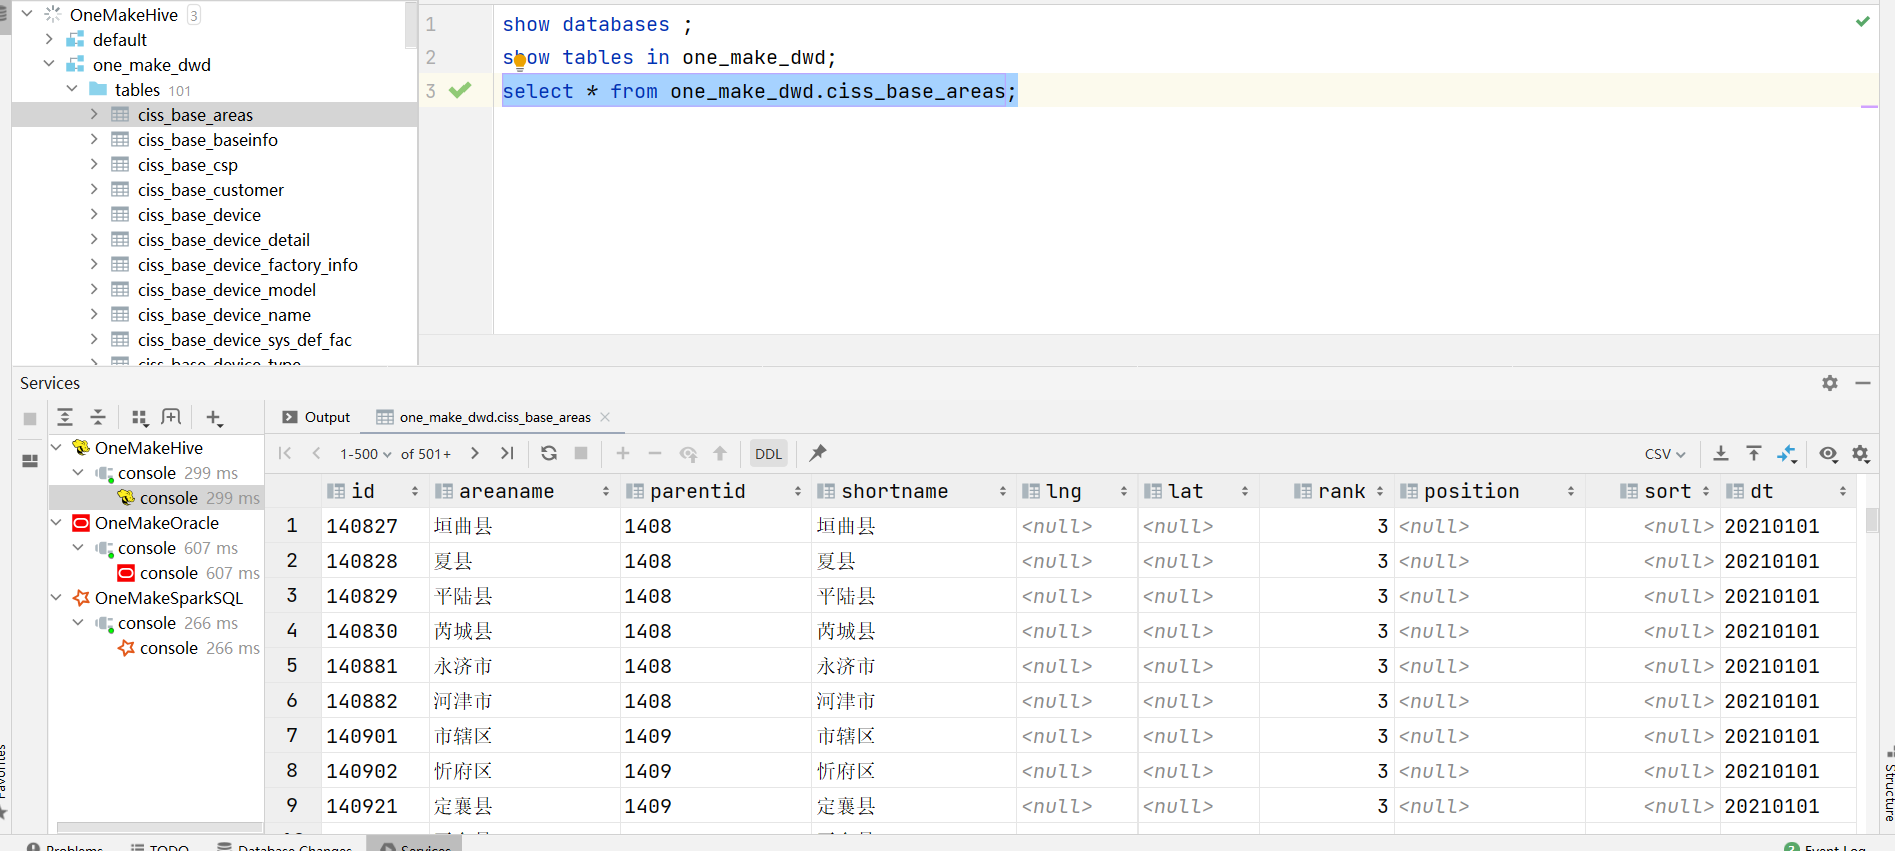 OneMakeHive 3
default
one_make_dwd
tables 101
ciss_base_areas
ciss_base_baseinfo
ciss_base_csp
ciss_base_customer
ciss_base_device
ciss_base_device_detail
ciss_base_device_factory_info
ciss_base_device_model
ciss_base_device_name
ciss_base_device_sys_def_fac
ciss_base_device_type
1 show databases ;
2 show tables in one_make_dwd;
3 select * from one_make_dwd.ciss_base_areas;
Services
Output one_make_dwd.ciss_base_areas
1-500 of 501+ DDL CSV
OneMakeHive
console 299 ms
console 299 ms
OneMakeOracle
console 607 ms
console 607 ms
OneMakeSparkSQL
console 266 ms
console 266 ms
id areaname parentid shortname lng lat rank position sort dt
1 140827 垣曲县 1408 垣曲县 <null> <null> 3 <null> <null> 20210101
2 140828 夏县 1408 夏县 <null> <null> 3 <null> <null> 20210101
3 140829 平陆县 1408 平陆县 <null> <null> 3 <null> <null> 20210101
4 140830 芮城县 1408 芮城县 <null> <null> 3 <null> <null> 20210101
5 140881 永济市 1408 永济市 <null> <null> 3 <null> <null> 20210101
6 140882 河津市 1408 河津市 <null> <null> 3 <null> <null> 20210101
7 140901 市辖区 1409 市辖区 <null> <null> 3 <null> <null> 20210101
8 140902 忻府区 1409 忻府区 <null> <null> 3 <null> <null> 20210101
9 140921 定襄县 1409 定襄县 <null> <null> 3 <null> <null> 20210101
Favorites
Structure
Problems TODO Database Changes Services Event Log